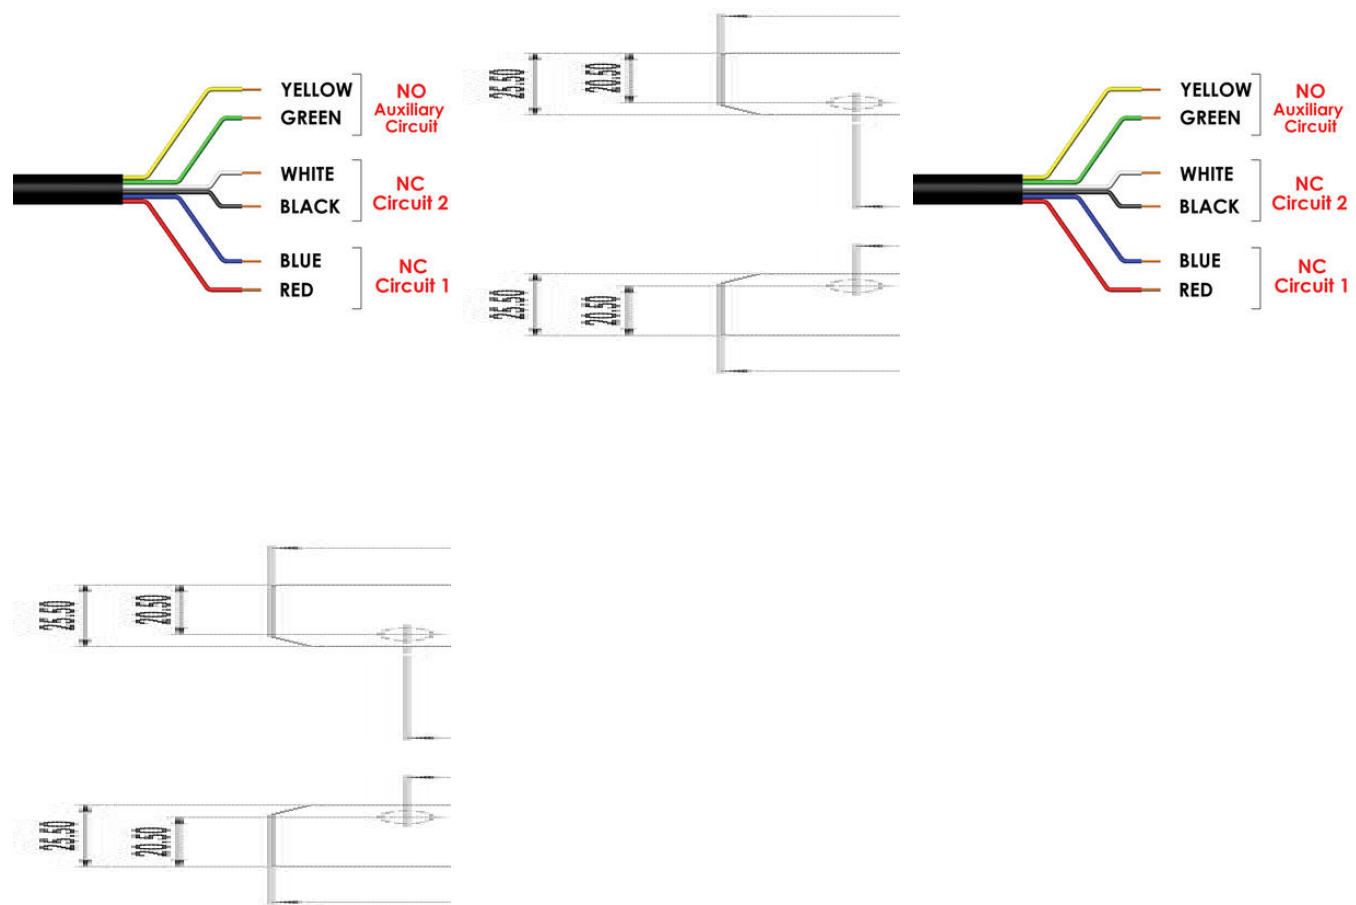 YELLOW
GREEN
NO
Auxiliary
Circuit
WHITE
BLACK
NC
Circuit 2
BLUE
RED
NC
Circuit 1
25.50
20.50
25.50
20.50
YELLOW
GREEN
NO
Auxiliary
Circuit
WHITE
BLACK
NC
Circuit 2
BLUE
RED
NC
Circuit 1
25.50
20.50
25.50
20.50